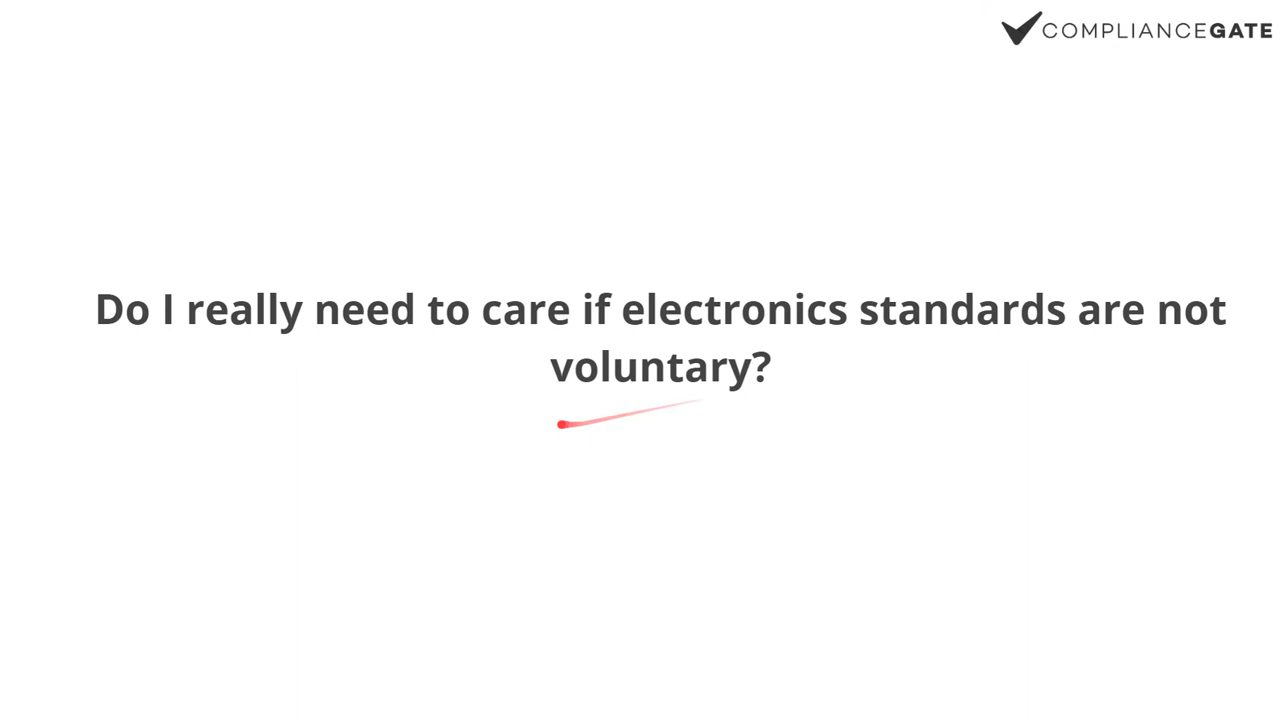 COMPLIANCEGATE
Do I really need to care if electronics standards are not
voluntary?